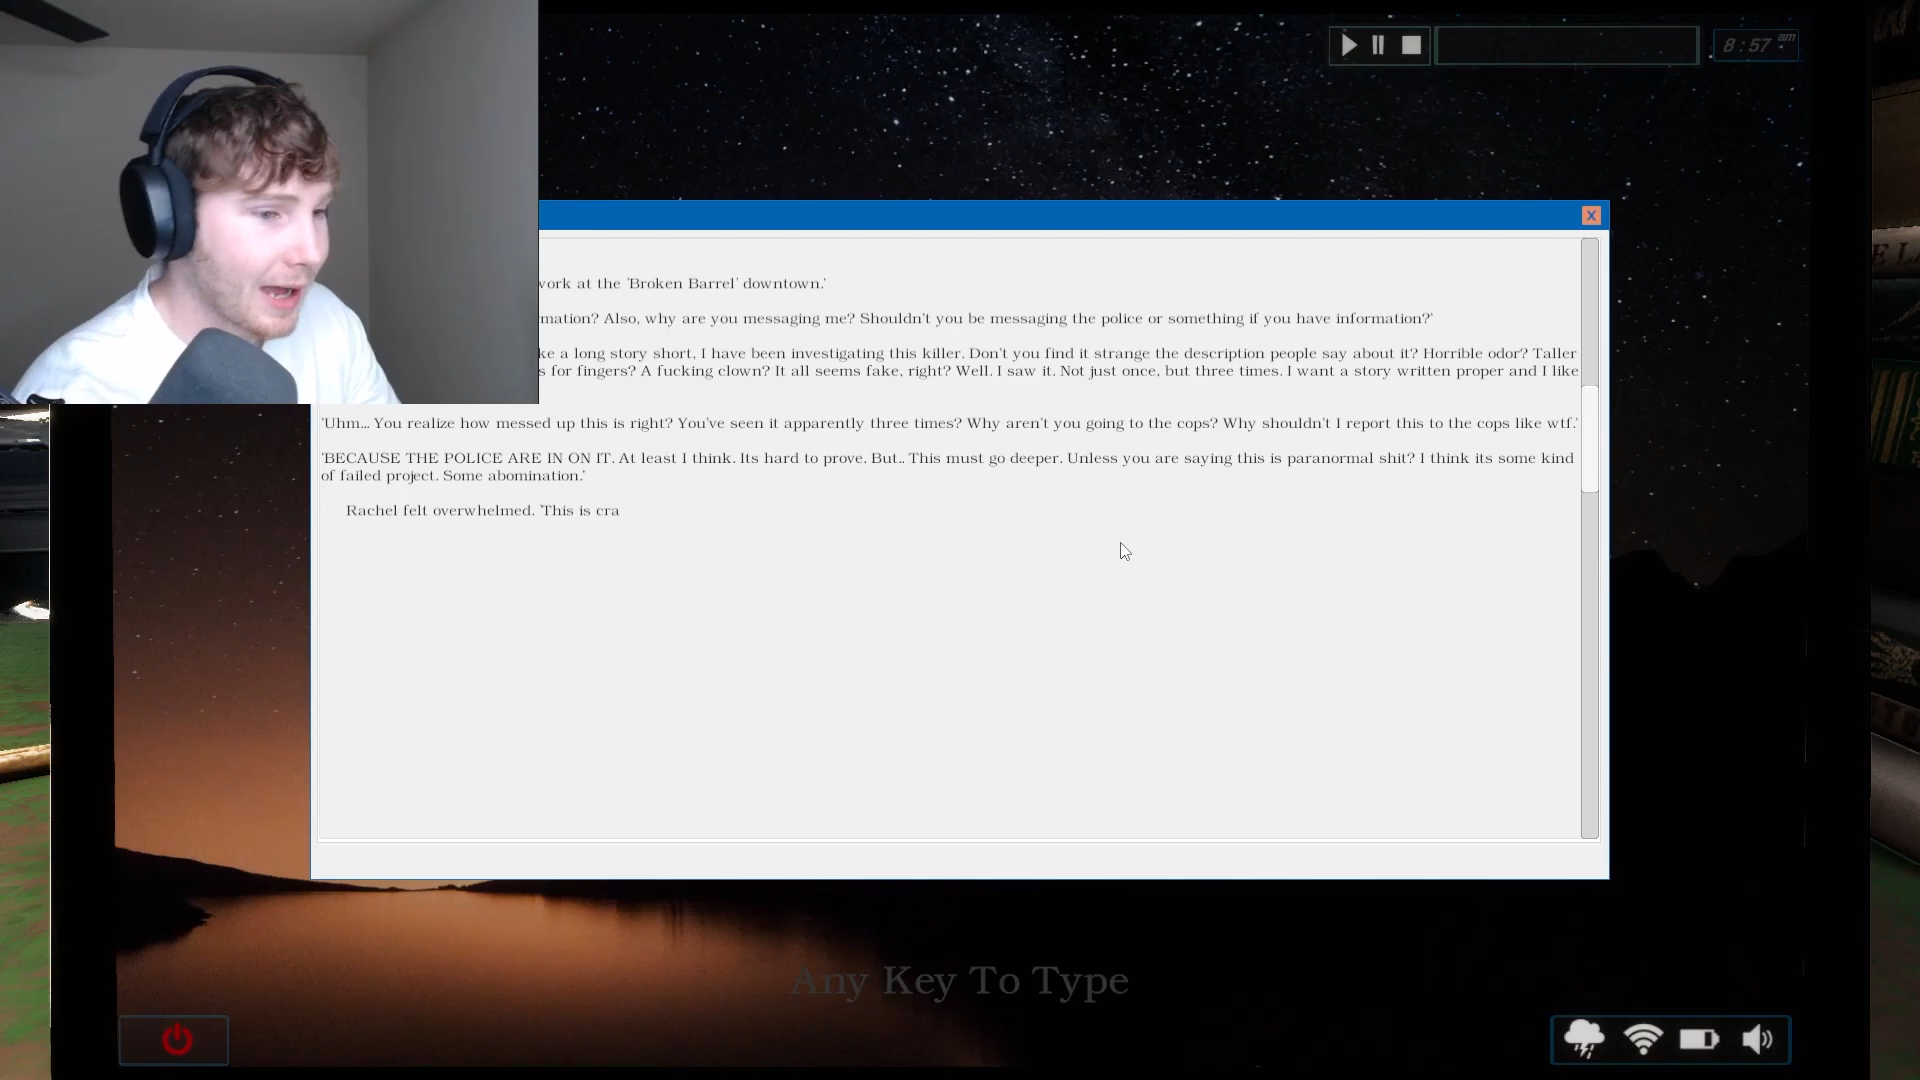 8:57 am
X
work at the 'Broken Barrel' downtown.'
mation? Also, why are you messaging me? Shouldn't you be messaging the police or something if you have information?'
ke a long story short, I have been investigating this killer. Don't you find it strange the description people say about it? Horrible odor? Taller
s for fingers? A fucking clown? It all seems fake, right? Well. I saw it. Not just once, but three times. I want a story written proper and I like
'Uhm... You realize how messed up this is right? You've seen it apparently three times? Why aren't you going to the cops? Why shouldn't I report this to the cops like wtf.'
'BECAUSE THE POLICE ARE IN ON IT. At least I think. Its hard to prove. But.. This must go deeper. Unless you are saying this is paranormal shit? I think its some kind
of failed project. Some abomination.'
Rachel felt overwhelmed. 'This is cra
Any Key To Type